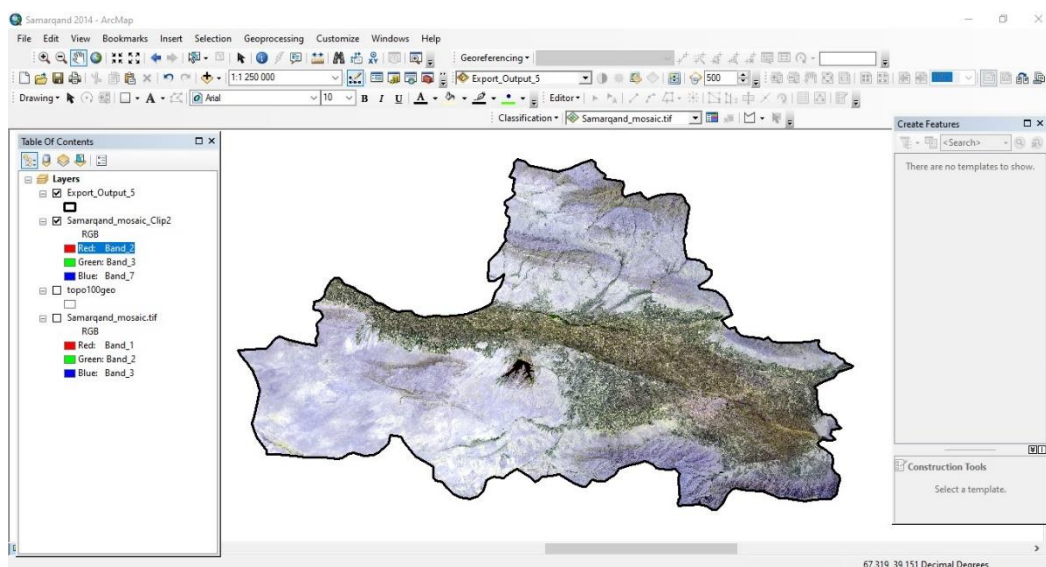 Samarqand 2014 - ArcMap
File Edit View Bookmarks Insert Selection Geoprocessing Customize Windows Help
Georeferencing
1:1 250 000
Export_Output_5
500
Drawing
Arial
10
B I U A
Editor
Classification
Samarqand_mosaic.tif
Table Of Contents
Layers
Export_Output_5
Samarqand_mosaic_Clip2
RGB
Red: Band_2
Green: Band_3
Blue: Band_7
topo100geo
Samarqand_mosaic.tif
RGB
Red: Band_1
Green: Band_2
Blue: Band_3
Create Features
<Search>
There are no templates to show.
Construction Tools
Select a template.
67,319 39,151 Decimal Degrees